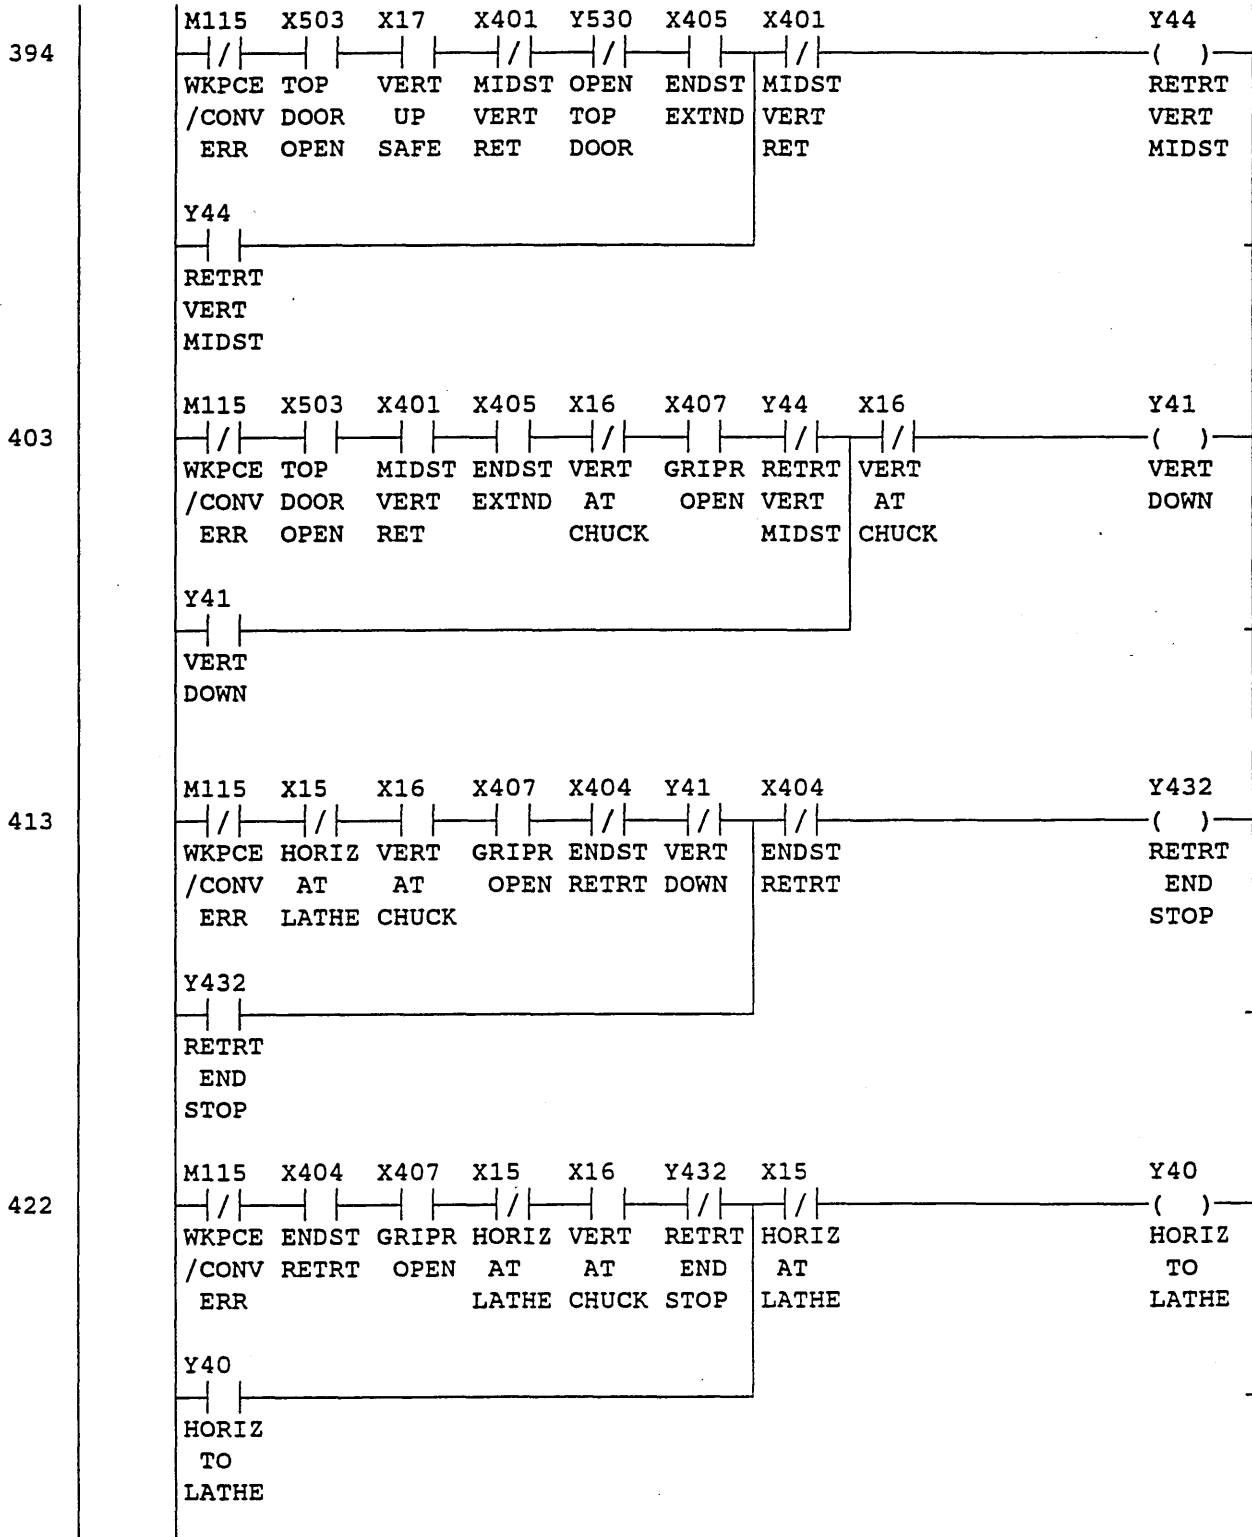 M115 X503 X17 X401 Y530 X405 X401 Y44
394
WKPCE TOP VERT MIDST OPEN ENDST MIDST RETRT
/CONV DOOR UP VERT TOP EXTND VERT VERT
ERR OPEN SAFE RET DOOR RET MIDST
Y44
RETRT
VERT
MIDST
M115 X503 X401 X405 X16 X407 Y44 X16 Y41
403
WKPCE TOP MIDST ENDST VERT GRIPR RETRT VERT VERT
/CONV DOOR VERT EXTND AT OPEN VERT AT DOWN
ERR OPEN RET CHUCK MIDST CHUCK
Y41
VERT
DOWN
M115 X15 X16 X407 X404 Y41 X404 Y432
413
WKPCE HORIZ VERT GRIPR ENDST VERT ENDST RETRT
/CONV AT AT OPEN RETRT DOWN RETRT END
ERR LATHE CHUCK STOP
Y432
RETRT
END
STOP
M115 X404 X407 X15 X16 Y432 X15 Y40
422
WKPCE ENDST GRIPR HORIZ VERT RETRT HORIZ HORIZ
/CONV RETRT OPEN AT AT END AT TO
ERR LATHE CHUCK STOP LATHE LATHE
Y40
HORIZ
TO
LATHE